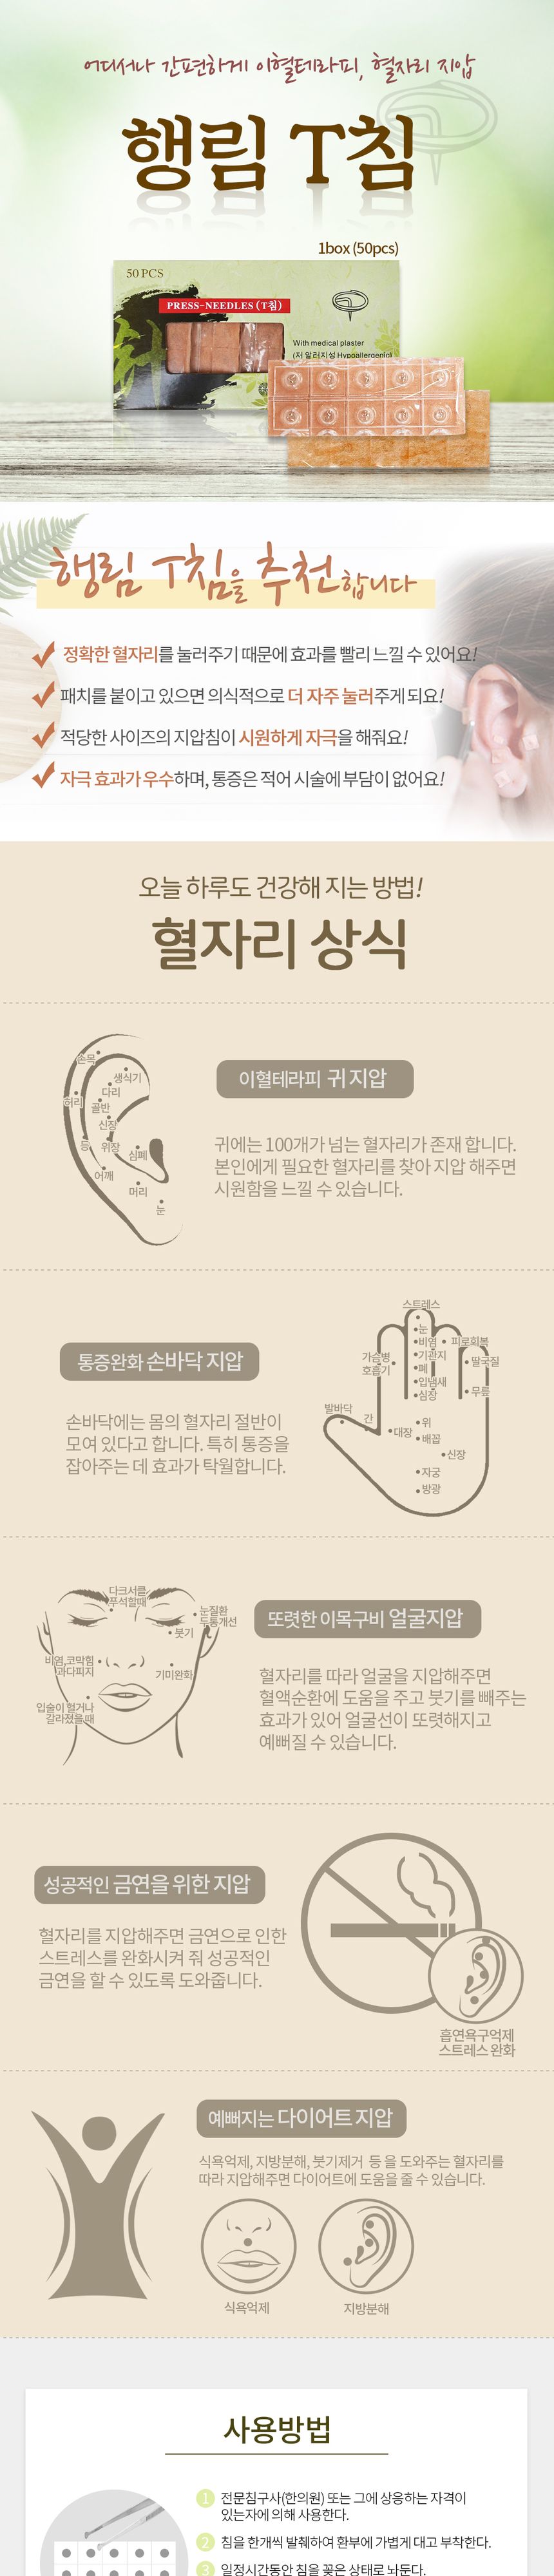 어디서나 간편하게 이혈테라피, 혈자리 지압
행림 T침
1box (50pcs)
50 PCS
PRESS-NEEDLES (T침)
With medical plaster
(저 알러지성 Hypoallergenic)
행림 T침을 추천합니다
정확한 혈자리를 눌러주기 때문에 효과를 빨리 느낄 수 있어요!
패치를 붙이고 있으면 의식적으로 더 자주 눌러주게 되요!
적당한 사이즈의 지압침이 시원하게 자극을 해줘요!
자극 효과가 우수하며, 통증은 적어 시술에 부담이 없어요!
오늘 하루도 건강해 지는 방법!
혈자리 상식
손목
생식기
다리
허리
골반
신장
등
위장
심폐
어깨
머리
눈
이혈테라피 귀 지압
귀에는 100개가 넘는 혈자리가 존재 합니다.
본인에게 필요한 혈자리를 찾아 지압 해주면
시원함을 느낄 수 있습니다.
통증완화 손바닥 지압
손바닥에는 몸의 혈자리 절반이
모여 있다고 합니다. 특히 통증을
잡아주는 데 효과가 탁월합니다.
스트레스
눈
비염
피로회복
가슴병
호흡기
기관지
딸국질
폐
입냄새
심장
무릎
발바닥
간
위
대장
배꼽
신장
자궁
방광
다크서클
푸석할때
눈질환
두통개선
붓기
비염,코막힘
과다피지
기미완화
입술이 헐거나
갈라졌을때
또렷한 이목구비 얼굴지압
혈자리를 따라 얼굴을 지압해주면
혈액순환에 도움을 주고 붓기를 빼주는
효과가 있어 얼굴선이 또렷해지고
예뻐질 수 있습니다.
성공적인 금연을 위한 지압
혈자리를 지압해주면 금연으로 인한
스트레스를 완화시켜 줘 성공적인
금연을 할 수 있도록 도와줍니다.
흡연욕구억제
스트레스 완화
예뻐지는 다이어트 지압
식욕억제, 지방분해, 붓기제거 등 을 도와주는 혈자리를
따라 지압해주면 다이어트에 도움을 줄 수 있습니다.
식욕억제
지방분해
사용방법
1 전문침구사(한의원) 또는 그에 상응하는 자격이
있는자에 의해 사용한다.
2 침을 한개씩 발췌하여 환부에 가볍게 대고 부착한다.
3 일정시간동안 침을 꽂은 상태로 놔둔다.